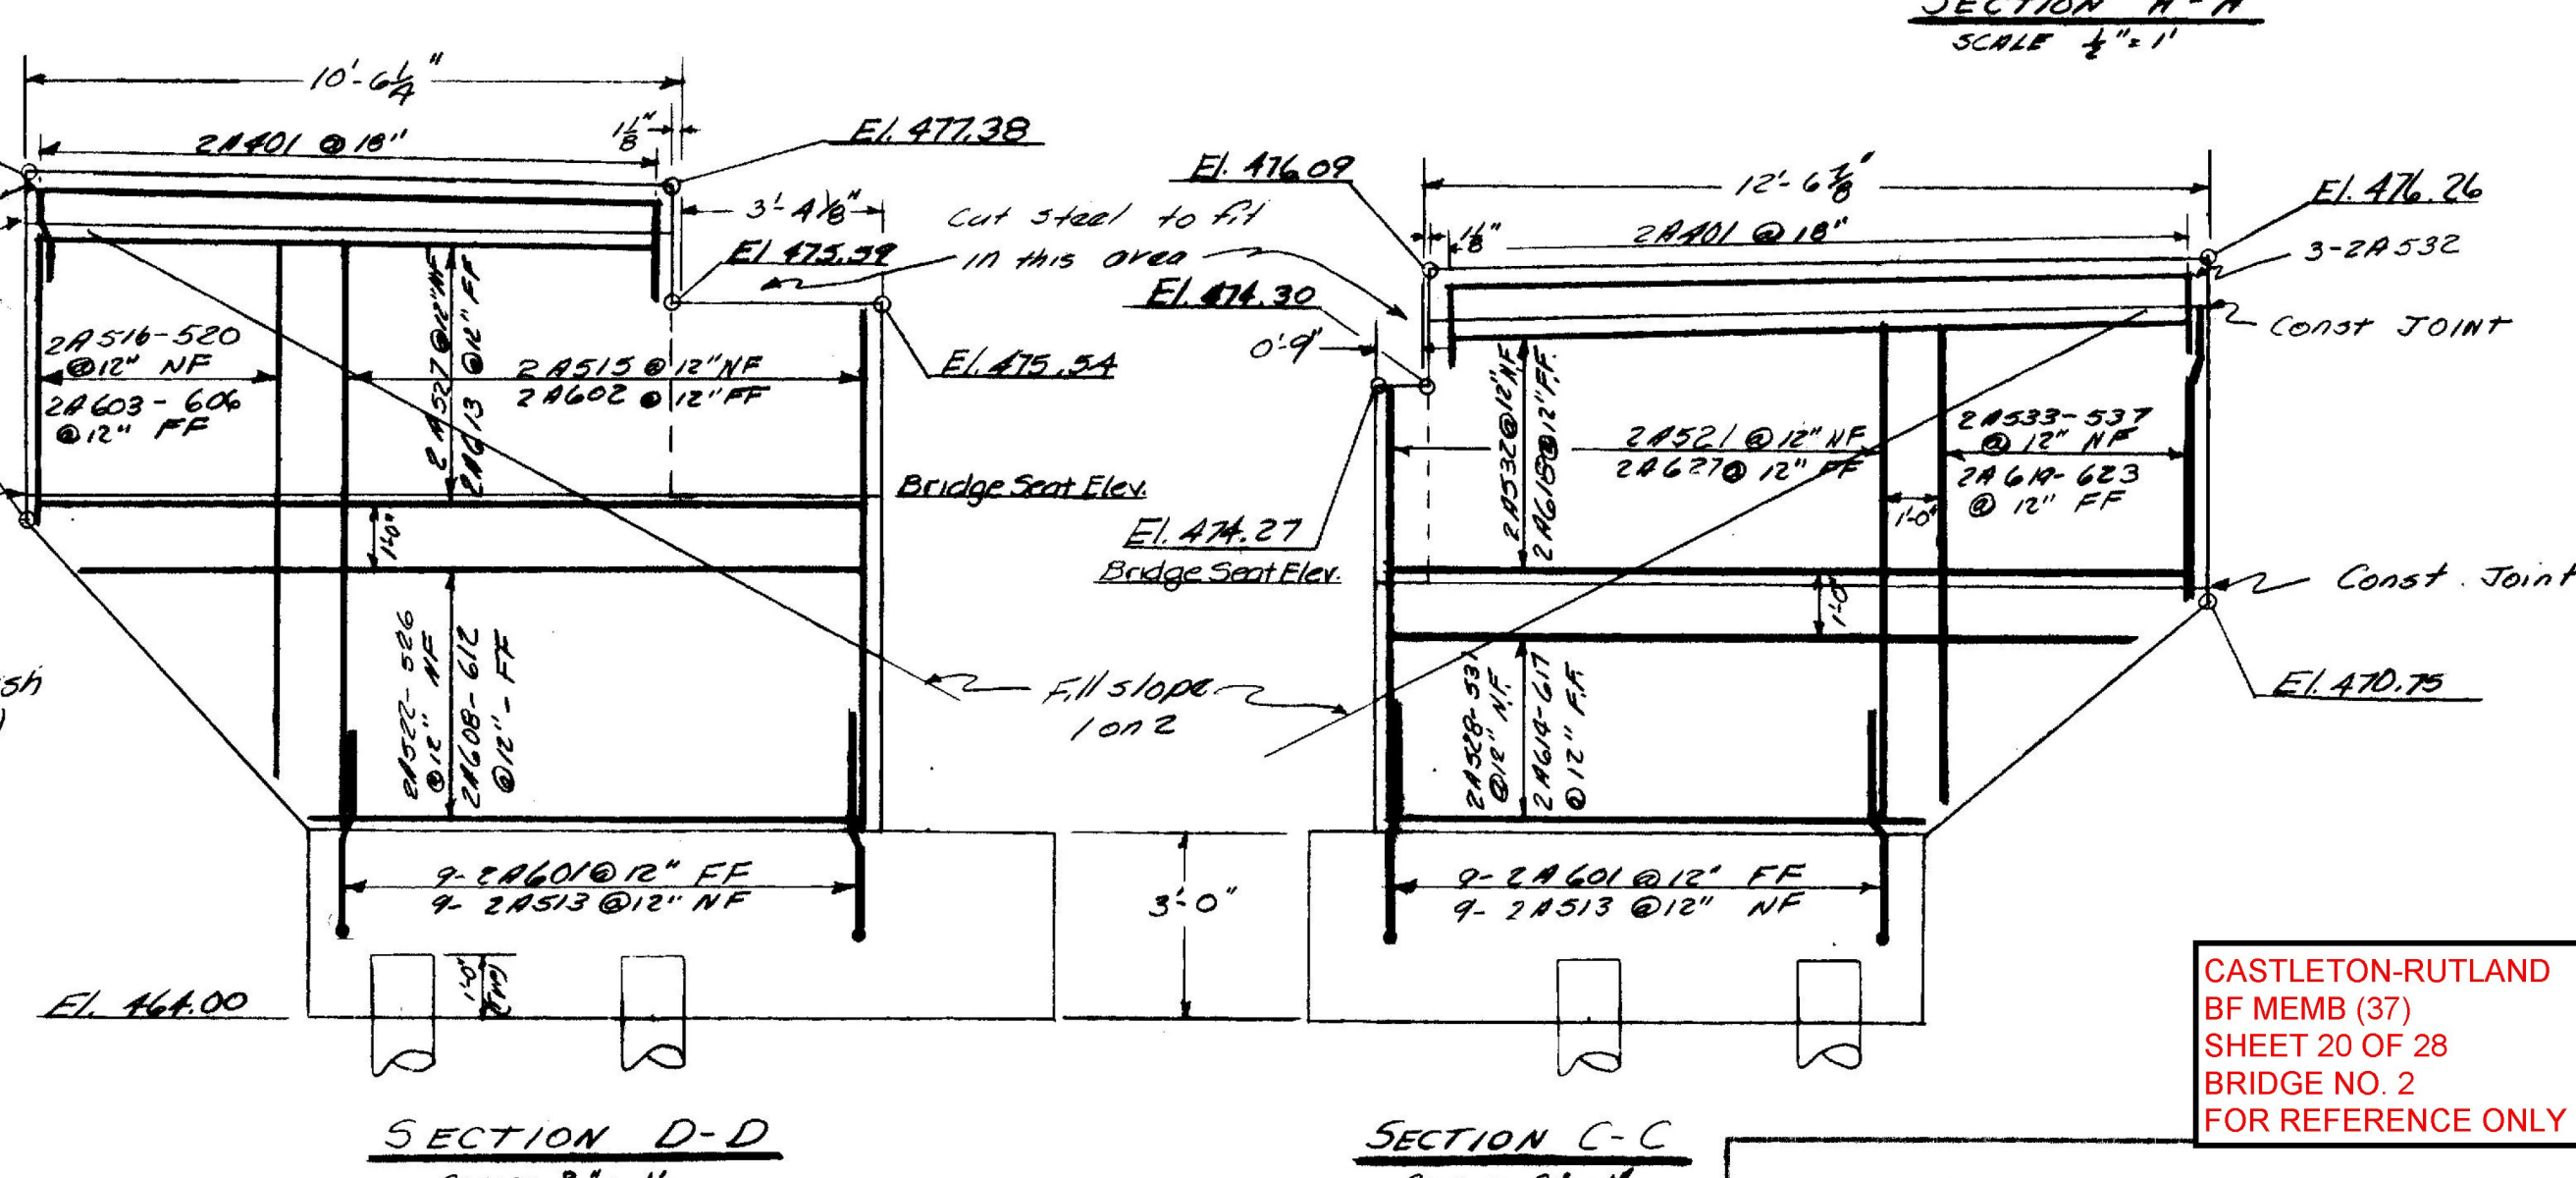 SECTION A-A
SCALE ½"=1'
10'-6¼"
1⅛"
2A401 @ 18"
El. 477.38
3'-4⅛"
Cut steel to fit
in this area
El 475.59
2A516-520
@12" NF
2A603-606
@12" FF
2A527 @12" NF
2A613 @12" FF
2A515 @ 12" NF
2A602 @ 12" FF
El. 475.54
Bridge Seat Elev.
1'-0"
2A522-526
@12" NF
2A608-612
@12"- FF
Fill slope
1 on 2
9-2A601 @ 12" FF
9- 2A513 @12" NF
1'-0"
El. 464.00
3'-0"
SECTION D-D
El. 476.09
12'-6⅞"
El. 476.26
1⅛"
2A401 @ 18"
3-2A532
El. 474.30
0'-9"
Const JOINT
2A532@12" N.F.
2A618@12" F.F.
2A521 @ 12" NF
2A627@ 12" FF
2A533-537
@ 12" NF
2A619-623
@ 12" FF
1'-0"
El. 474.27
Bridge Seat Elev.
Const. Joint
1'-0"
El. 470.75
2A528-531
@12" N.F.
2A614-617
@ 12" F.F.
9-2A601 @12" FF
9- 2A513 @12" NF
SECTION C-C
CASTLETON-RUTLAND
BF MEMB (37)
SHEET 20 OF 28
BRIDGE NO. 2
FOR REFERENCE ONLY